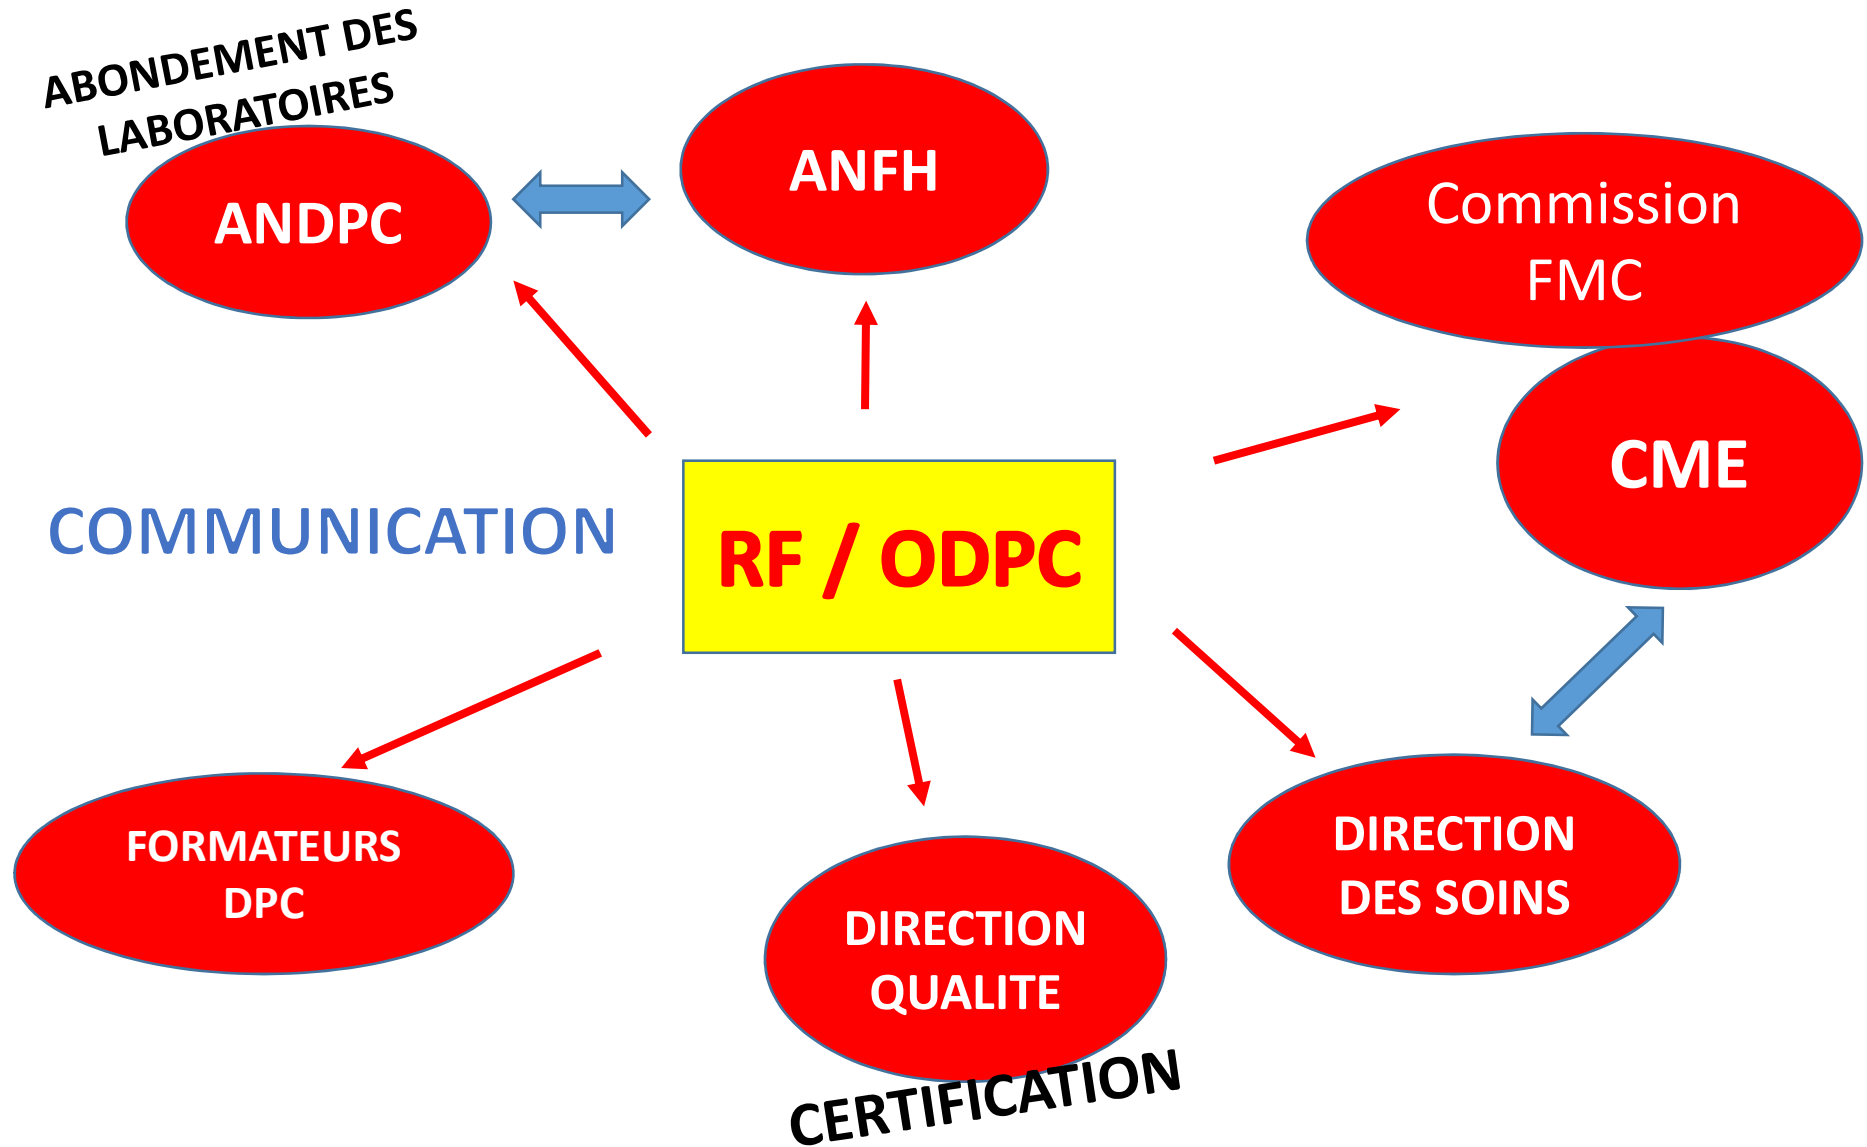 ABONDEMENT DES
LABORATOIRES
ANDPC
ANFH
Commission
FMC
CME
COMMUNICATION
RF / ODPC
FORMATEURS
DPC
DIRECTION
QUALITE
CERTIFICATION
DIRECTION
DES SOINS